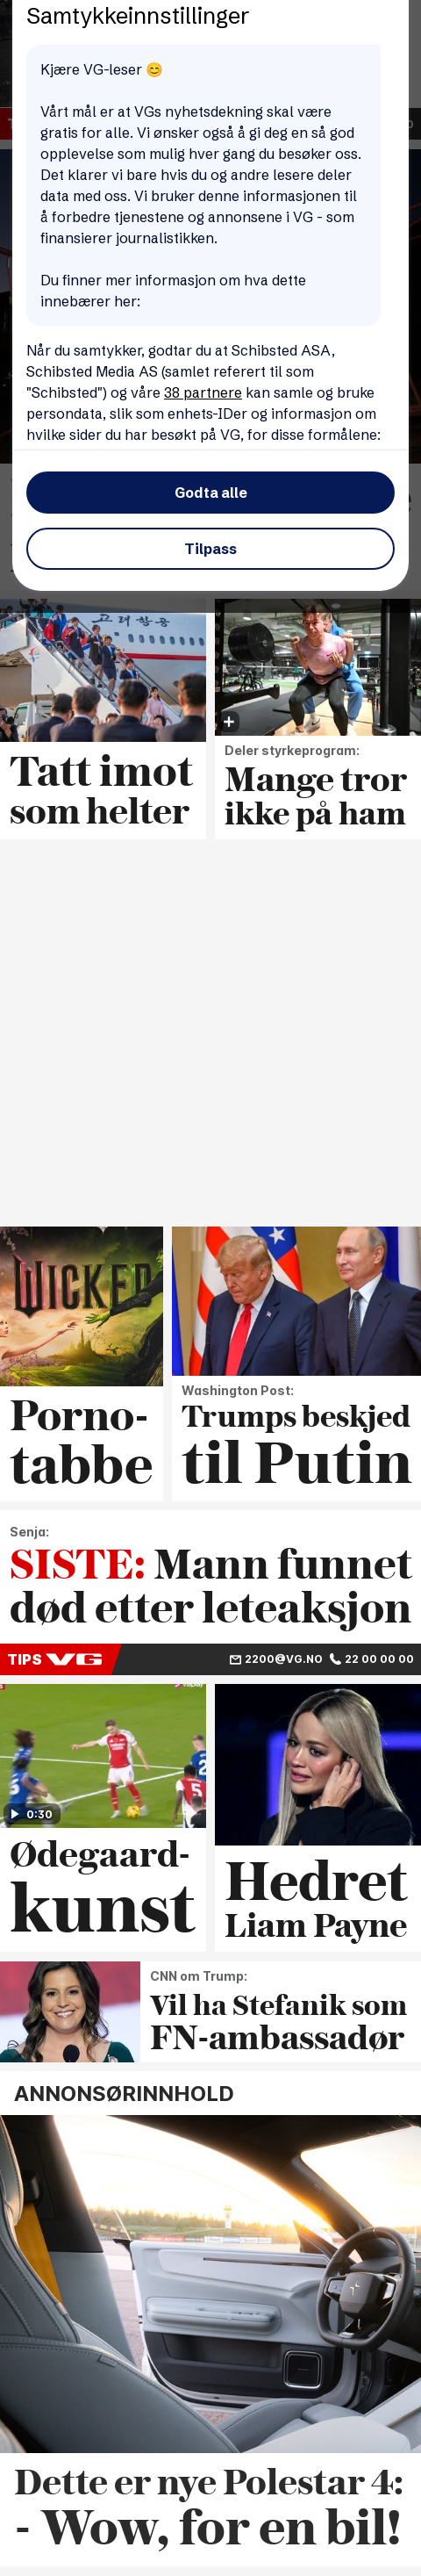 Samtykkeinnstillinger
Kjære VG-leser 😊
Vårt mål er at VGs nyhetsdekning skal være
gratis for alle. Vi ønsker også å gi deg en så god
opplevelse som mulig hver gang du besøker oss.
Det klarer vi bare hvis du og andre lesere deler
data med oss. Vi bruker denne informasjonen til
å forbedre tjenestene og annonsene i VG - som
finansierer journalistikken.
Du finner mer informasjon om hva dette
innebærer her:
Når du samtykker, godtar du at Schibsted ASA,
Schibsted Media AS (samlet referert til som
"Schibsted") og våre 38 partnere kan samle og bruke
persondata, slik som enhets-IDer og informasjon om
hvilke sider du har besøkt på VG, for disse formålene:
Godta alle
Tilpass
고려항공
Tatt imot
som helter
Deler styrkeprogram:
Mange tror
ikke på ham
WICKED
Porno-
tabbe
Washington Post:
Trumps beskjed
til Putin
Senja:
SISTE: Mann funnet
død etter leteaksjon
TIPS VG
2200@VG.NO 22 00 00 00
0:30
Ødegaard-
kunst
Hedret
Liam Payne
CNN om Trump:
Vil ha Stefanik som
FN-ambassadør
ANNONSØRINNHOLD
Dette er nye Polestar 4:
- Wow, for en bil!